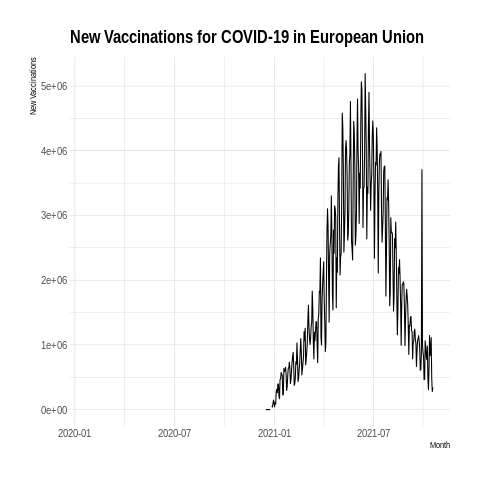 New Vaccinations for COVID-19 in European Union
New Vaccinations
5e+06
4e+06
3e+06
2e+06
1e+06
0e+00
2020-01 2020-07 2021-01 2021-07
Month